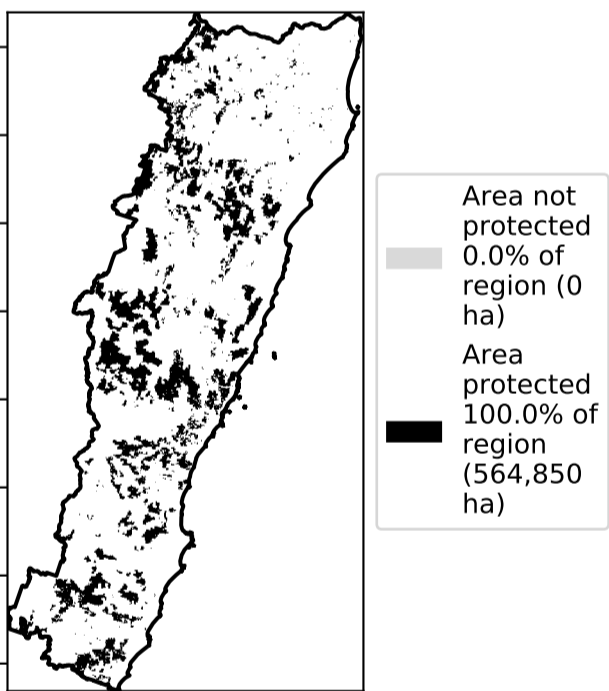 Area not
protected
0.0% of
region (0
ha)
Area
protected
100.0% of
region
(564,850
ha)